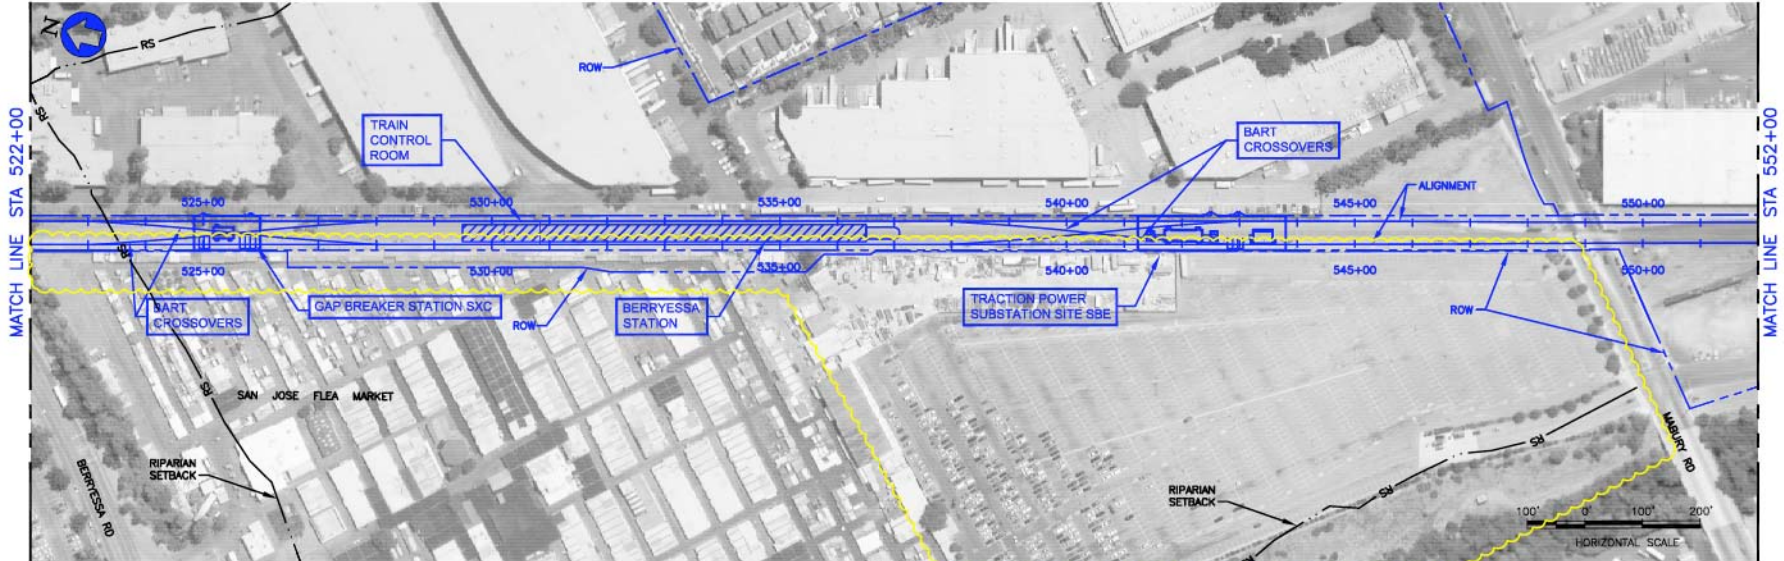 N
RS
ROW
RS
MATCH LINE STA 522+00
MATCH LINE STA 552+00
TRAIN
CONTROL
ROOM
BART
CROSSOVERS
ALIGNMENT
525+00
530+00
535+00
540+00
545+00
550+00
RS
525+00
530+00
535+00
540+00
545+00
550+00
BART
CROSSOVERS
GAP BREAKER STATION SXC
ROW
BERRYESSA
STATION
TRACTION POWER
SUBSTATION SITE SBE
ROW
RS
SAN JOSE FLEA MARKET
BERRYESSA RD
RIPARIAN
SETBACK
MABURY RD
RS
RS
RIPARIAN
SETBACK
100' 0' 100' 200'
HORIZONTAL SCALE